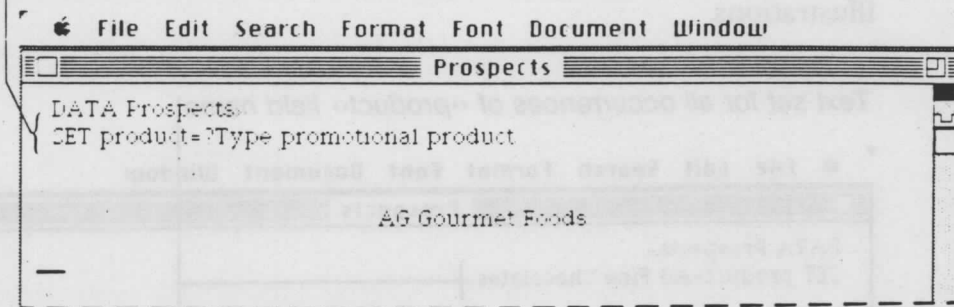 File Edit Search Format Font Document Window
Prospects
DATA Prospects
SET product=?Type promotional product
AG Gourmet Foods